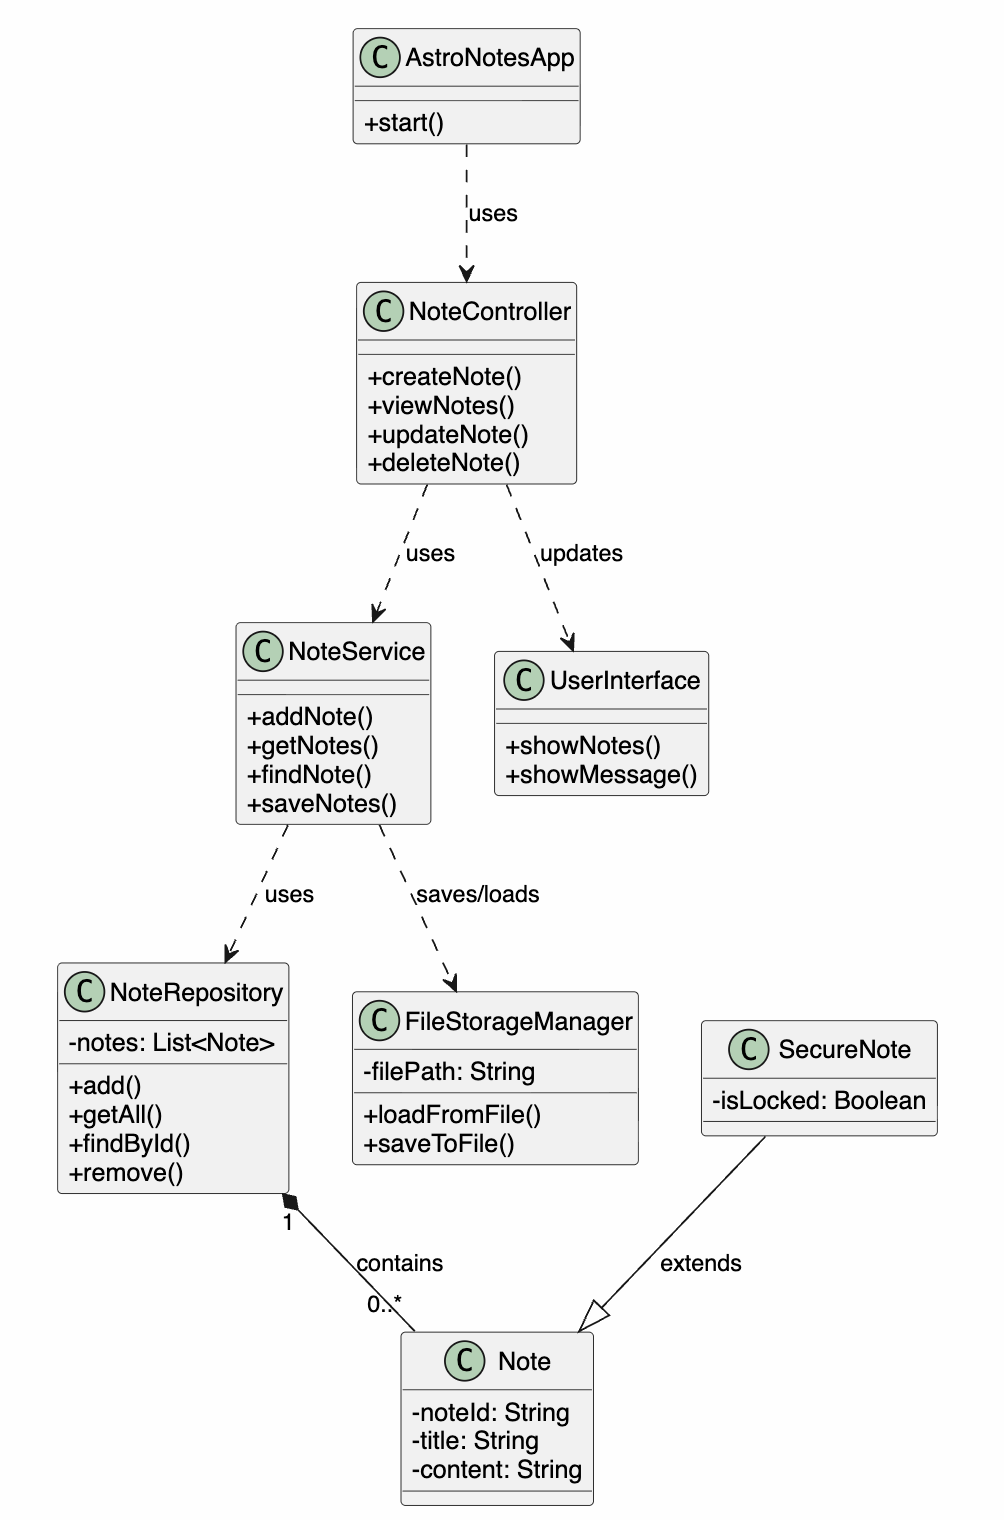 C AstroNotesApp
+start()
uses
C NoteController
+createNote()
+viewNotes()
+updateNote()
+deleteNote()
uses
updates
C NoteService
+addNote()
+getNotes()
+findNote()
+saveNotes()
C UserInterface
+showNotes()
+showMessage()
uses
saves/loads
C NoteRepository
-notes: List<Note>
+add()
+getAll()
+findById()
+remove()
C FileStorageManager
-filePath: String
+loadFromFile()
+saveToFile()
C SecureNote
-isLocked: Boolean
1
contains
0..*
extends
C Note
-noteId: String
-title: String
-content: String